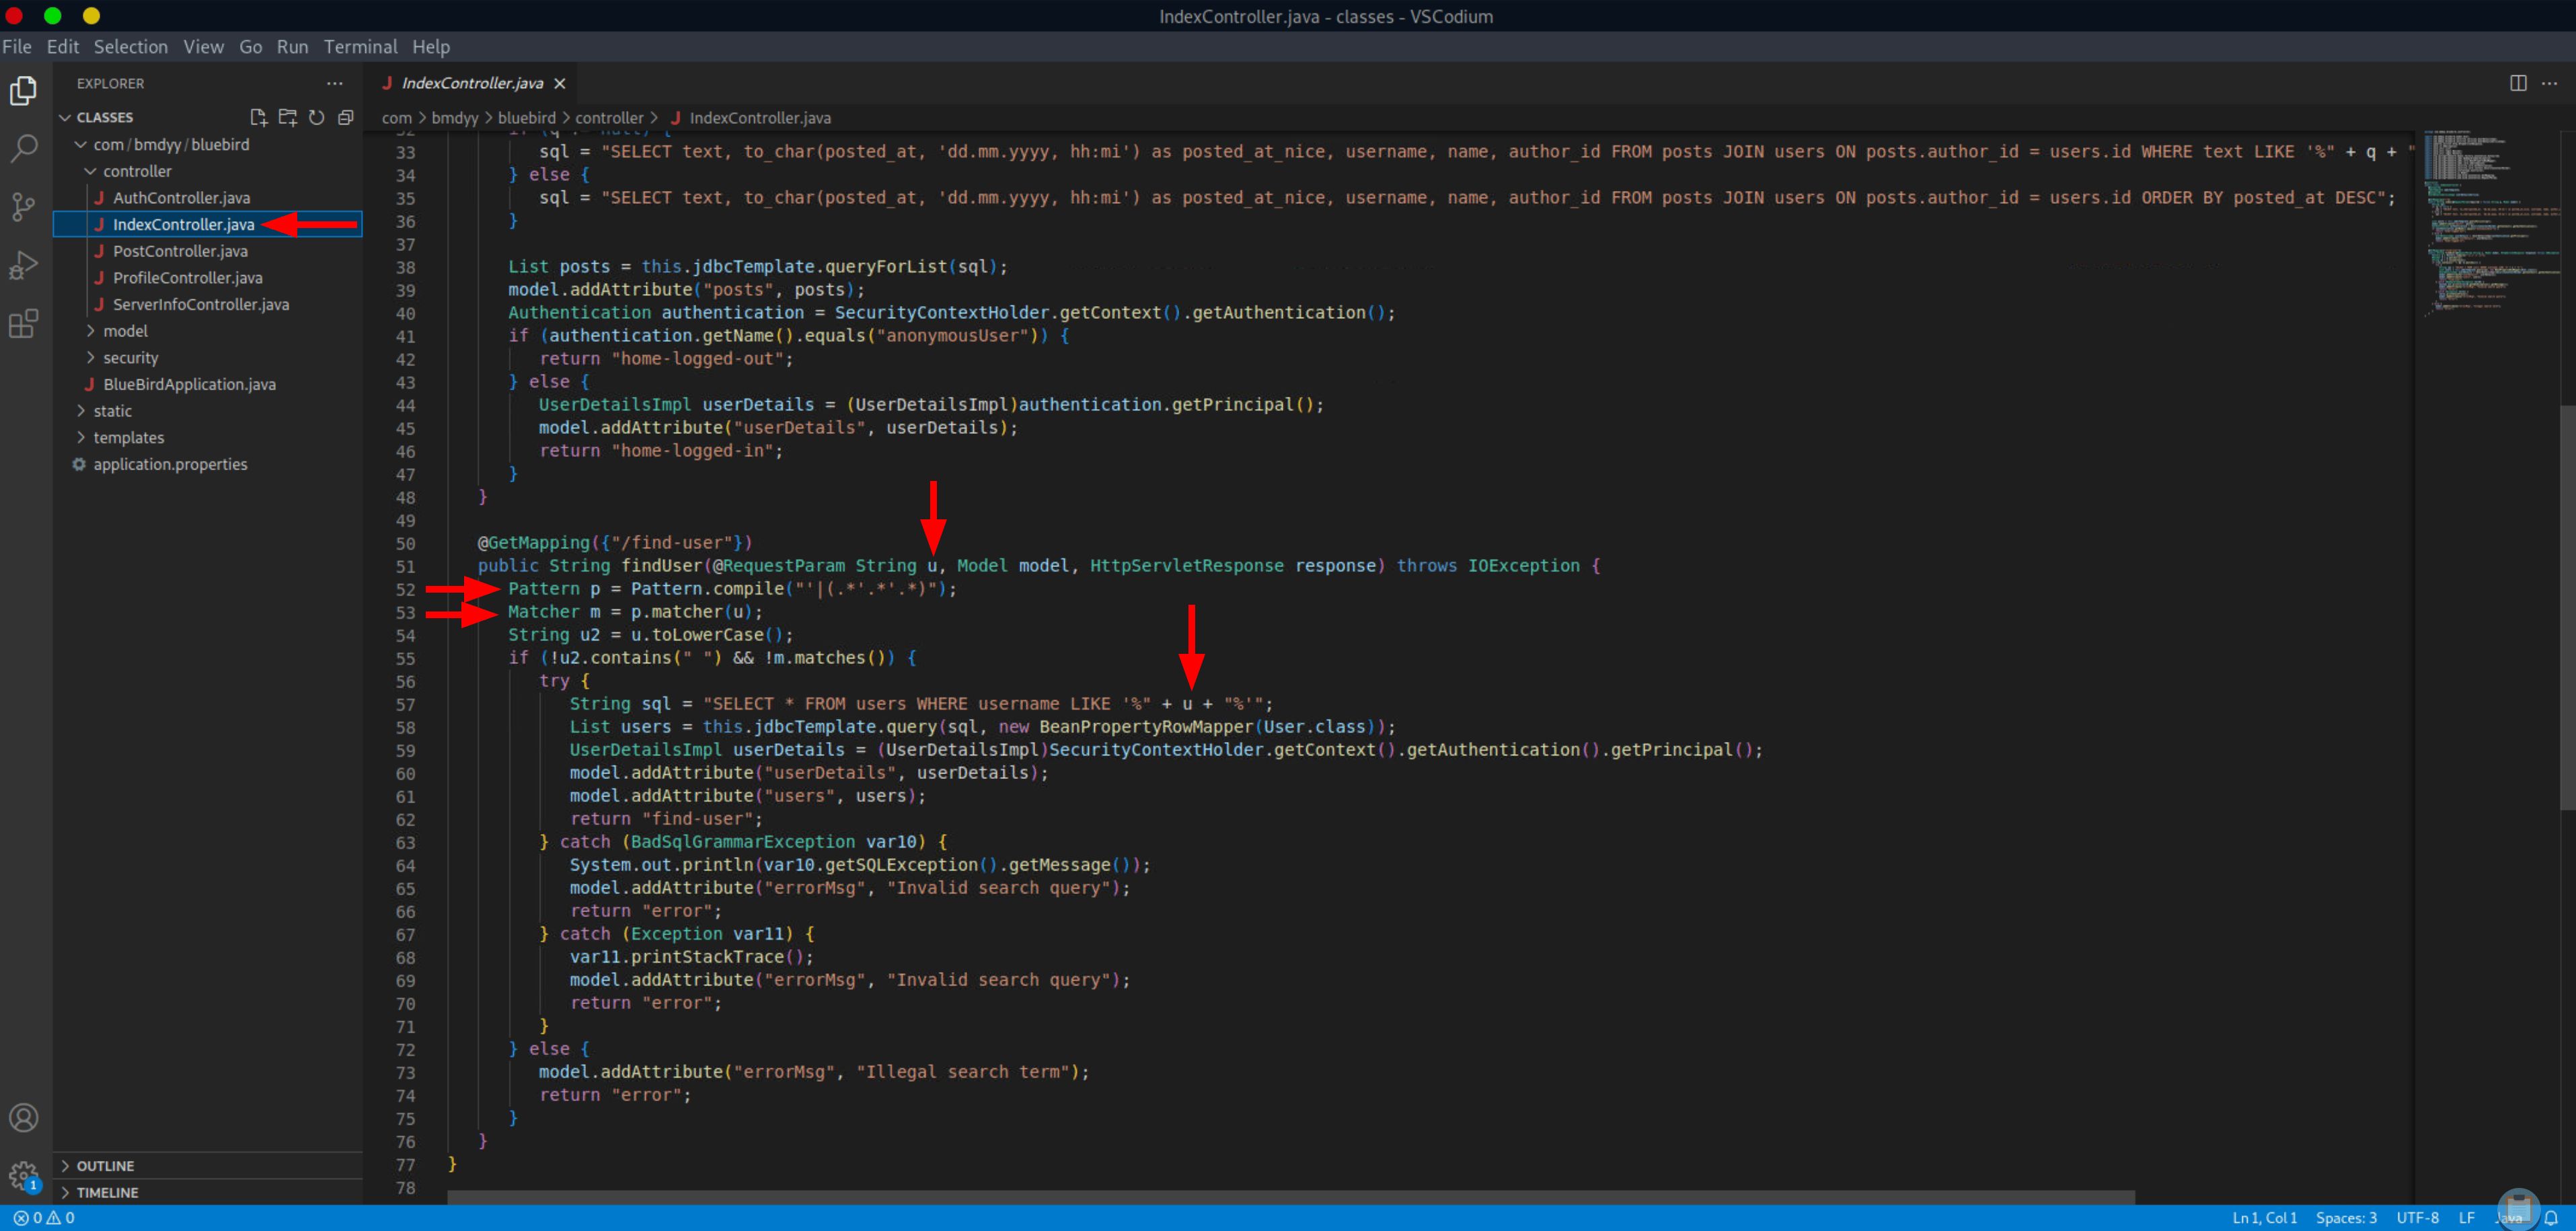 IndexController.java - classes - VSCodium
File Edit Selection View Go Run Terminal Help
EXPLORER
CLASSES
com / bmdyy / bluebird
controller
AuthController.java
IndexController.java
PostController.java
ProfileController.java
ServerInfoController.java
model
security
BlueBirdApplication.java
static
templates
application.properties
OUTLINE
TIMELINE
IndexController.java
com > bmdyy > bluebird > controller > IndexController.java
33 sql = "SELECT text, to_char(posted_at, 'dd.mm.yyyy, hh:mi') as posted_at_nice, username, name, author_id FROM posts JOIN users ON posts.author_id = users.id WHERE text LIKE '%" + q + "
34 } else {
35 sql = "SELECT text, to_char(posted_at, 'dd.mm.yyyy, hh:mi') as posted_at_nice, username, name, author_id FROM posts JOIN users ON posts.author_id = users.id ORDER BY posted_at DESC";
36 }
37
38 List posts = this.jdbcTemplate.queryForList(sql);
39 model.addAttribute("posts", posts);
40 Authentication authentication = SecurityContextHolder.getContext().getAuthentication();
41 if (authentication.getName().equals("anonymousUser")) {
42 return "home-logged-out";
43 } else {
44 UserDetailsImpl userDetails = (UserDetailsImpl)authentication.getPrincipal();
45 model.addAttribute("userDetails", userDetails);
46 return "home-logged-in";
47 }
48 }
49
50 @GetMapping({"/find-user"})
51 public String findUser(@RequestParam String u, Model model, HttpServletResponse response) throws IOException {
52 Pattern p = Pattern.compile("'|(.*'.*'.*)");
53 Matcher m = p.matcher(u);
54 String u2 = u.toLowerCase();
55 if (!u2.contains(" ") && !m.matches()) {
56 try {
57 String sql = "SELECT * FROM users WHERE username LIKE '%" + u + "%'";
58 List users = this.jdbcTemplate.query(sql, new BeanPropertyRowMapper(User.class));
59 UserDetailsImpl userDetails = (UserDetailsImpl)SecurityContextHolder.getContext().getAuthentication().getPrincipal();
60 model.addAttribute("userDetails", userDetails);
61 model.addAttribute("users", users);
62 return "find-user";
63 } catch (BadSqlGrammarException var10) {
64 System.out.println(var10.getSQLException().getMessage());
65 model.addAttribute("errorMsg", "Invalid search query");
66 return "error";
67 } catch (Exception var11) {
68 var11.printStackTrace();
69 model.addAttribute("errorMsg", "Invalid search query");
70 return "error";
71 }
72 } else {
73 model.addAttribute("errorMsg", "Illegal search term");
74 return "error";
75 }
76 }
77 }
78
1
0 0
Ln 1, Col 1 Spaces: 3 UTF-8 LF Java